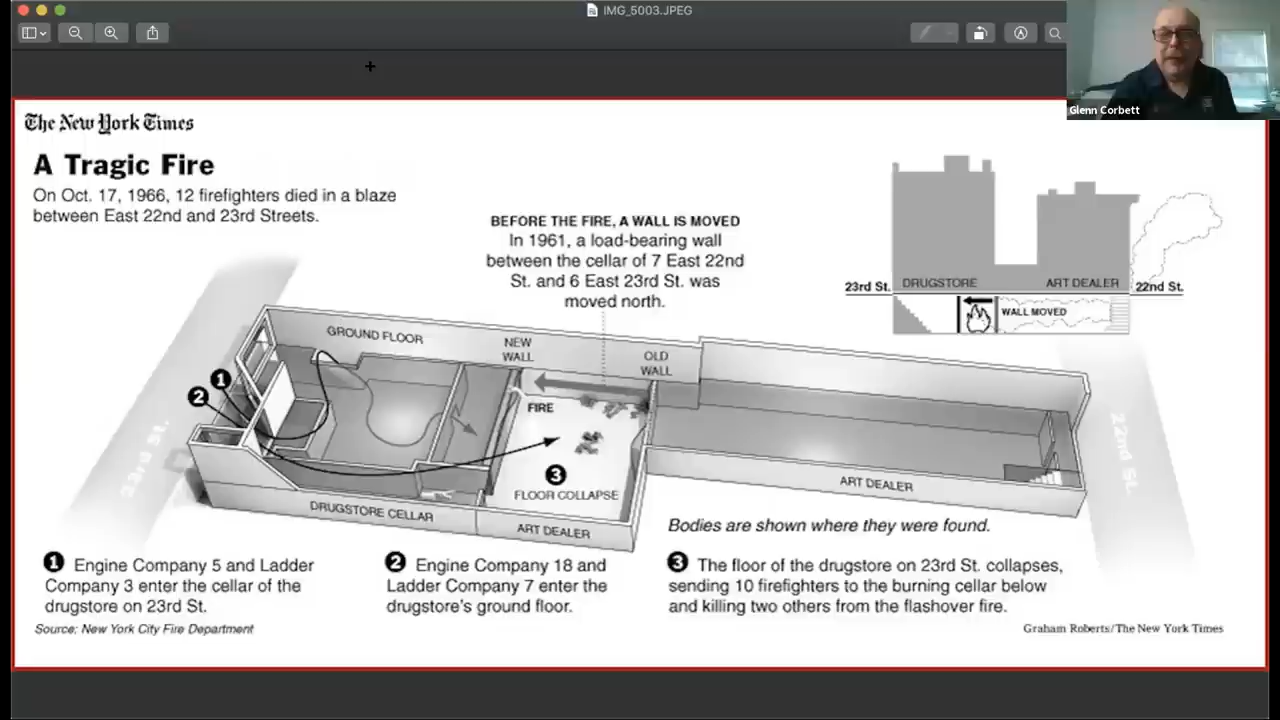 IMG_5003.JPEG
Glenn Corbett
The New York Times
A Tragic Fire
On Oct. 17, 1966, 12 firefighters died in a blaze
between East 22nd and 23rd Streets.
BEFORE THE FIRE, A WALL IS MOVED
In 1961, a load-bearing wall
between the cellar of 7 East 22nd
St. and 6 East 23rd St. was
moved north.
DRUGSTORE
ART DEALER
23rd St.
22nd St.
WALL MOVED
GROUND FLOOR
NEW
WALL
OLD
WALL
1
2
FIRE
3
FLOOR COLLAPSE
23rd St.
22nd St.
DRUGSTORE CELLAR
ART DEALER
ART DEALER
Bodies are shown where they were found.
1 Engine Company 5 and Ladder
Company 3 enter the cellar of the
drugstore on 23rd St.
2 Engine Company 18 and
Ladder Company 7 enter the
drugstore's ground floor.
3 The floor of the drugstore on 23rd St. collapses,
sending 10 firefighters to the burning cellar below
and killing two others from the flashover fire.
Source: New York City Fire Department
Graham Roberts/The New York Times